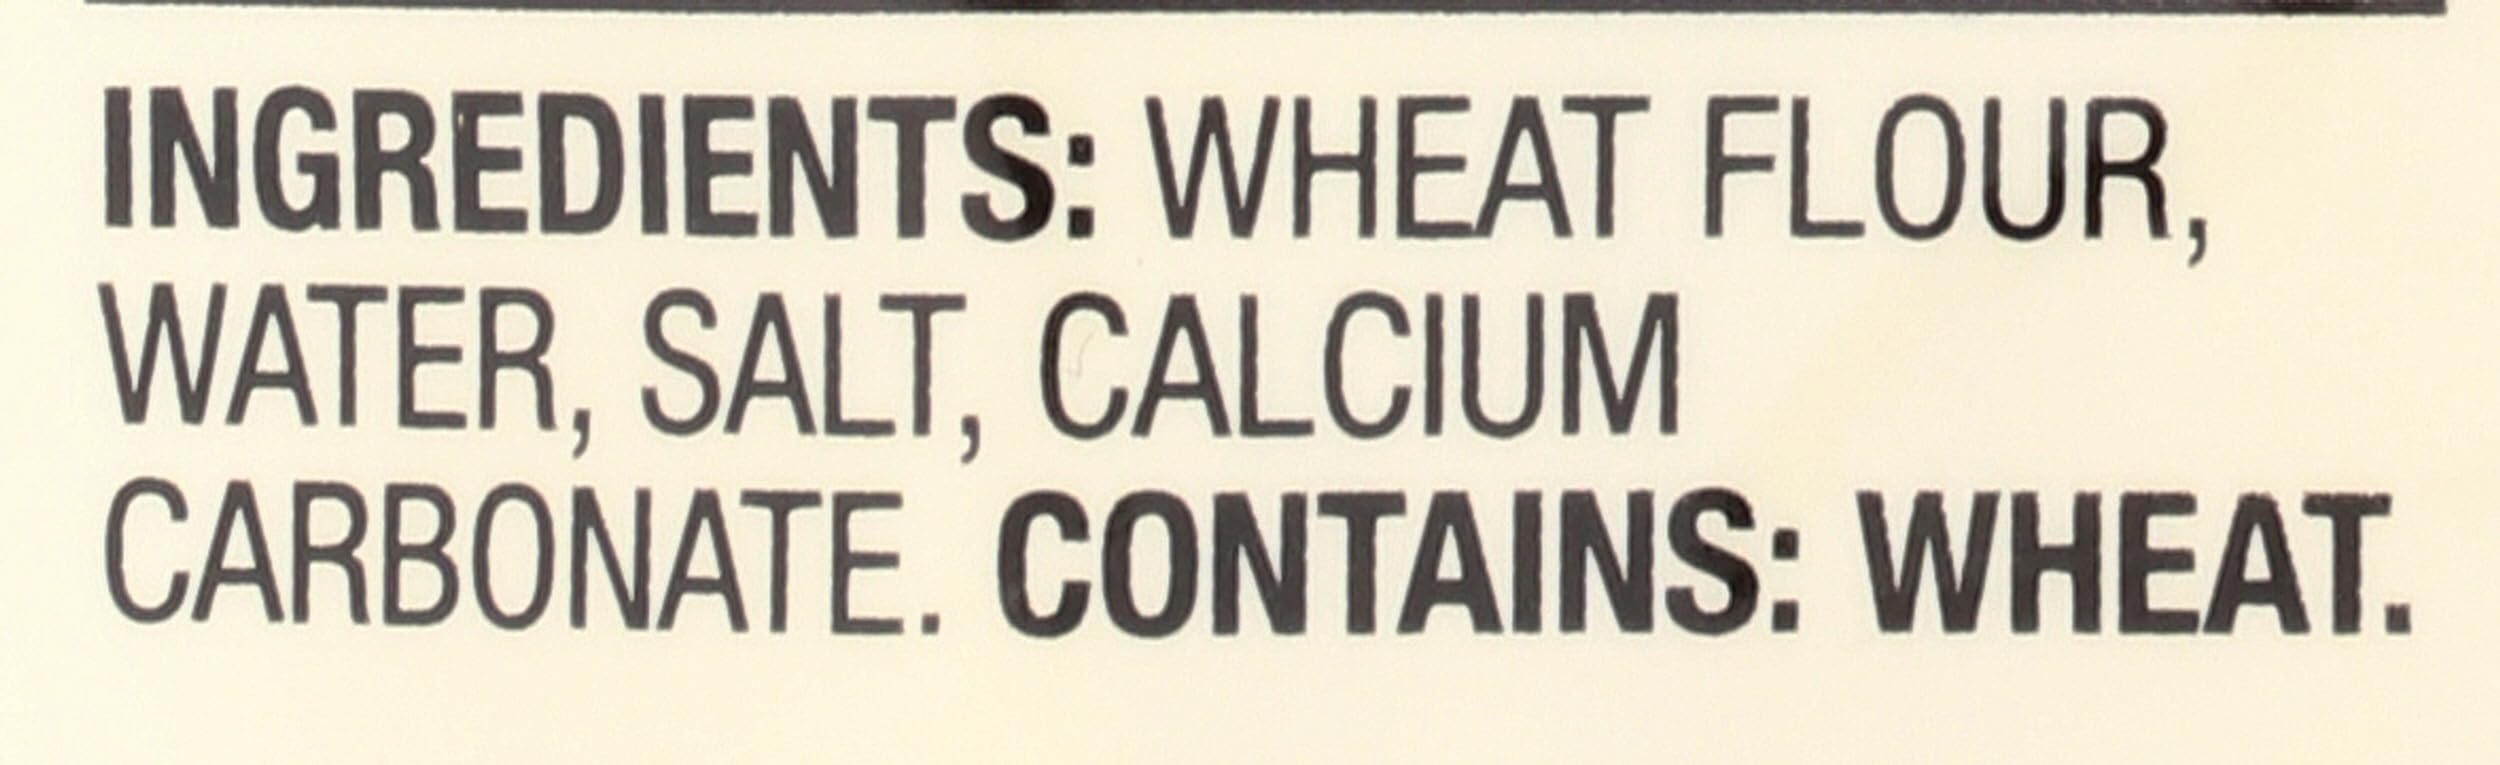 INGREDIENTS: WHEAT FLOUR,
WATER, SALT, CALCIUM
CARBONATE. CONTAINS: WHEAT.